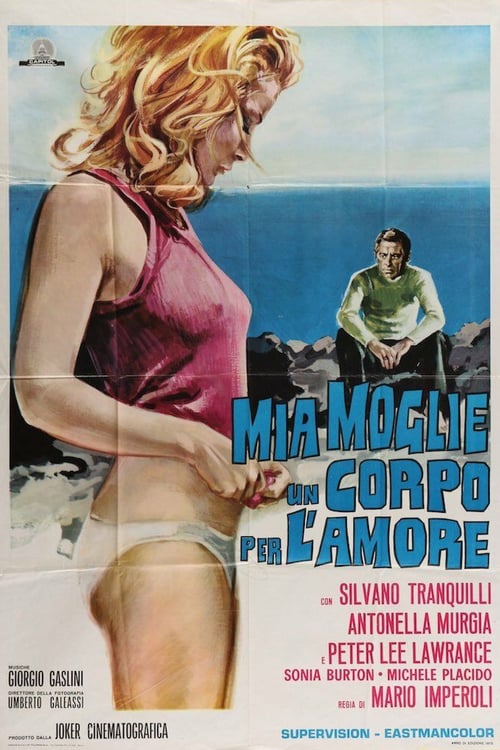 CAPITOL
MIA MOGLIE
UN CORPO
PER L'AMORE
CON SILVANO TRANQUILLI
ANTONELLA MURGIA
E PETER LEE LAWRANCE
SONIA BURTON • MICHELE PLACIDO
REGIA DI MARIO IMPEROLI
MUSICHE
GIORGIO GASLINI
DIRETTORE DELLA FOTOGRAFIA
UMBERTO GALEASSI
PRODOTTO DALLA JOKER CINEMATOGRAFICA
SUPERVISION - EASTMANCOLOR